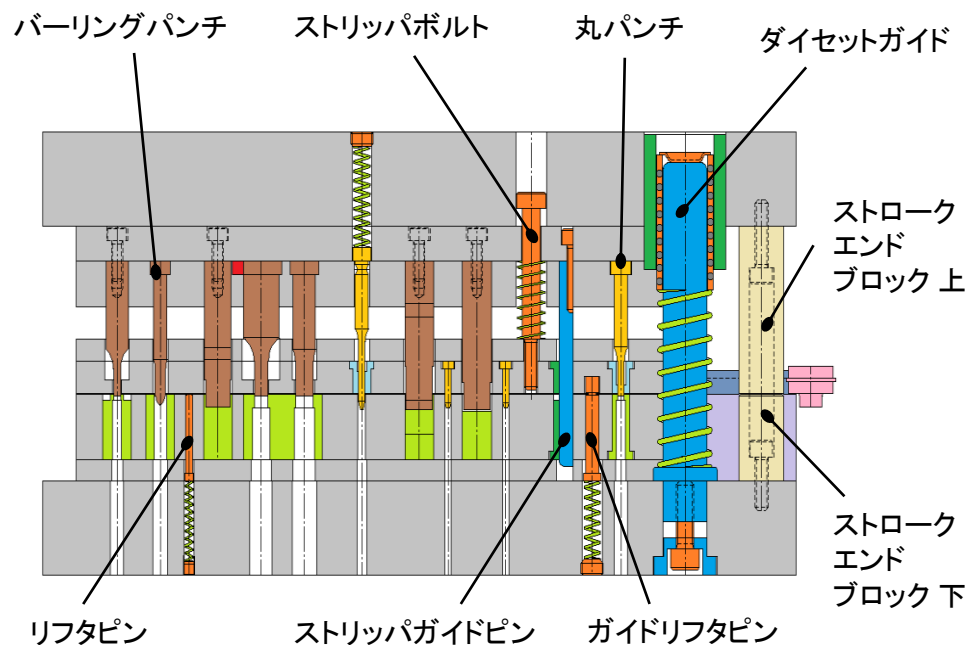 バーリングパンチ
ストリッパボルト
丸パンチ
ダイセットガイド
ストローク
エンド
ブロック 上
ストローク
エンド
ブロック 下
リフタピン
ストリッパガイドピン
ガイドリフタピン